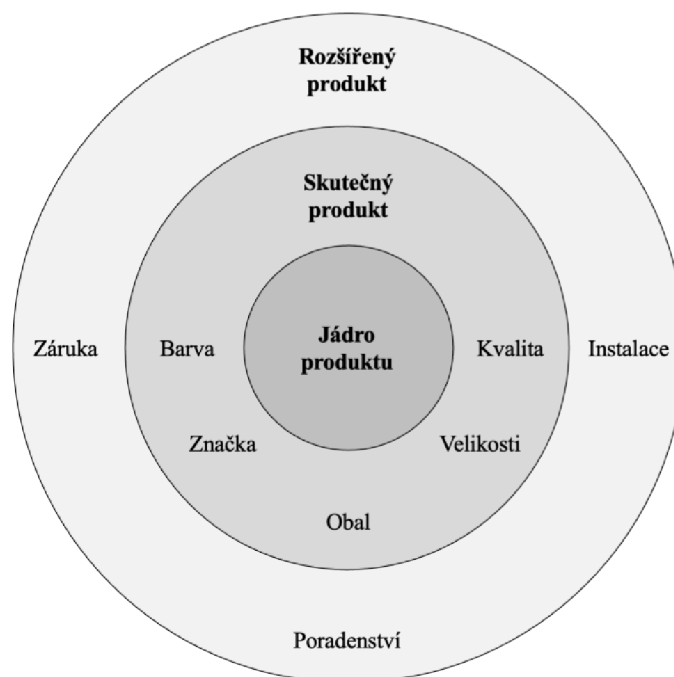 Rozšířený
produkt
Skutečný
produkt
Jádro
produktu
Záruka
Barva
Kvalita
Instalace
Značka
Velikosti
Obal
Poradenství